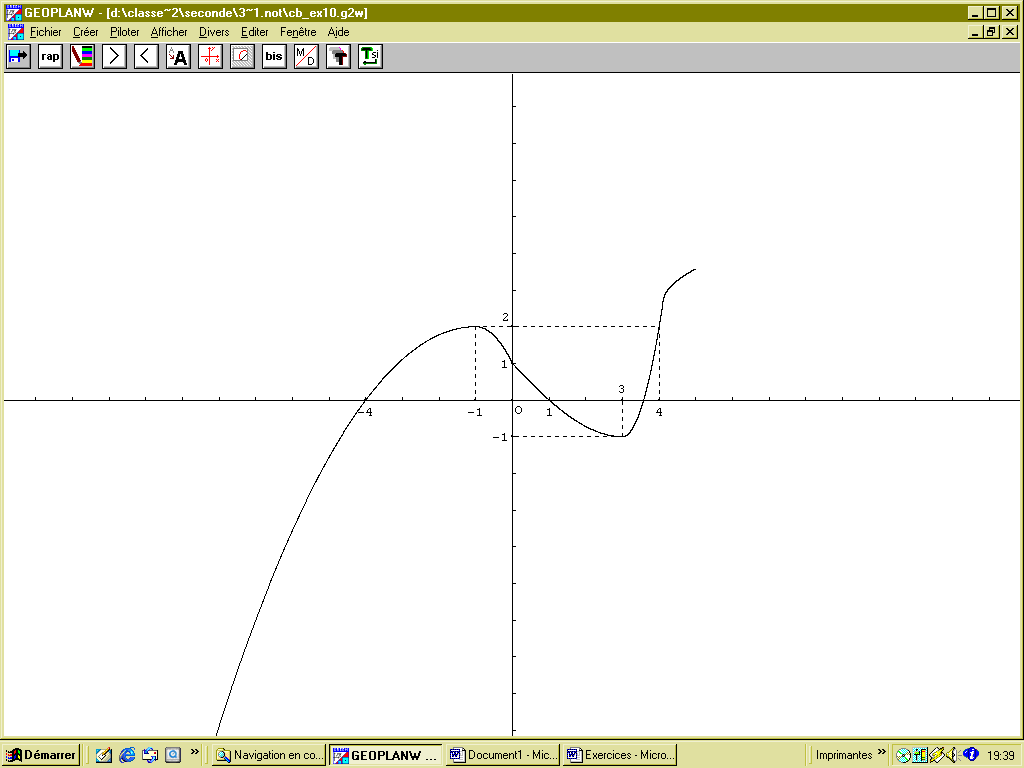 GEOPLANW - [d:\classe~2\seconde\3~1.not\cb_ex10.g2w]
Fichier Créer Piloter Afficher Divers Editer Fenêtre Aide
rap > < A bis M/D Ts
2
1
3
-4 -1 O 1 4
-1
Démarrer » Navigation en co... GEOPLANW ... Document1 - Mic... Exercices - Micro... Imprimantes » 19:39